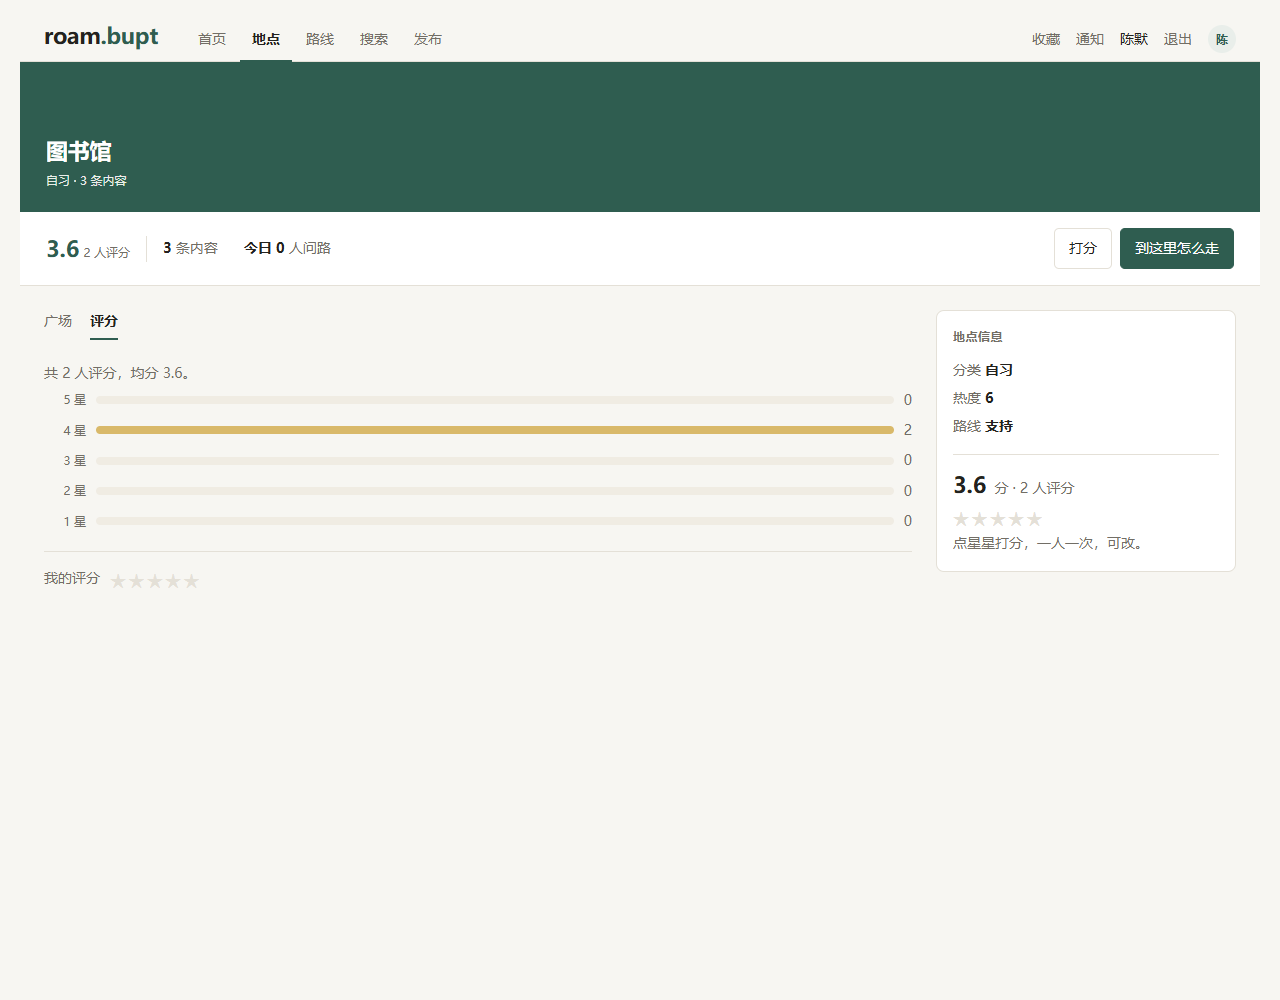 roam.bupt 首页 地点 路线 搜索 发布 收藏 通知 陈默 退出 陈
图书馆
自习 · 3 条内容
3.6 2 人评分 3 条内容 今日 0 人问路 打分 到这里怎么走
广场 评分
共 2 人评分，均分 3.6。
5 星 0
4 星 2
3 星 0
2 星 0
1 星 0
我的评分 ★★★★★
地点信息
分类 自习
热度 6
路线 支持
3.6 分 · 2 人评分
★★★★★
点星星打分，一人一次，可改。